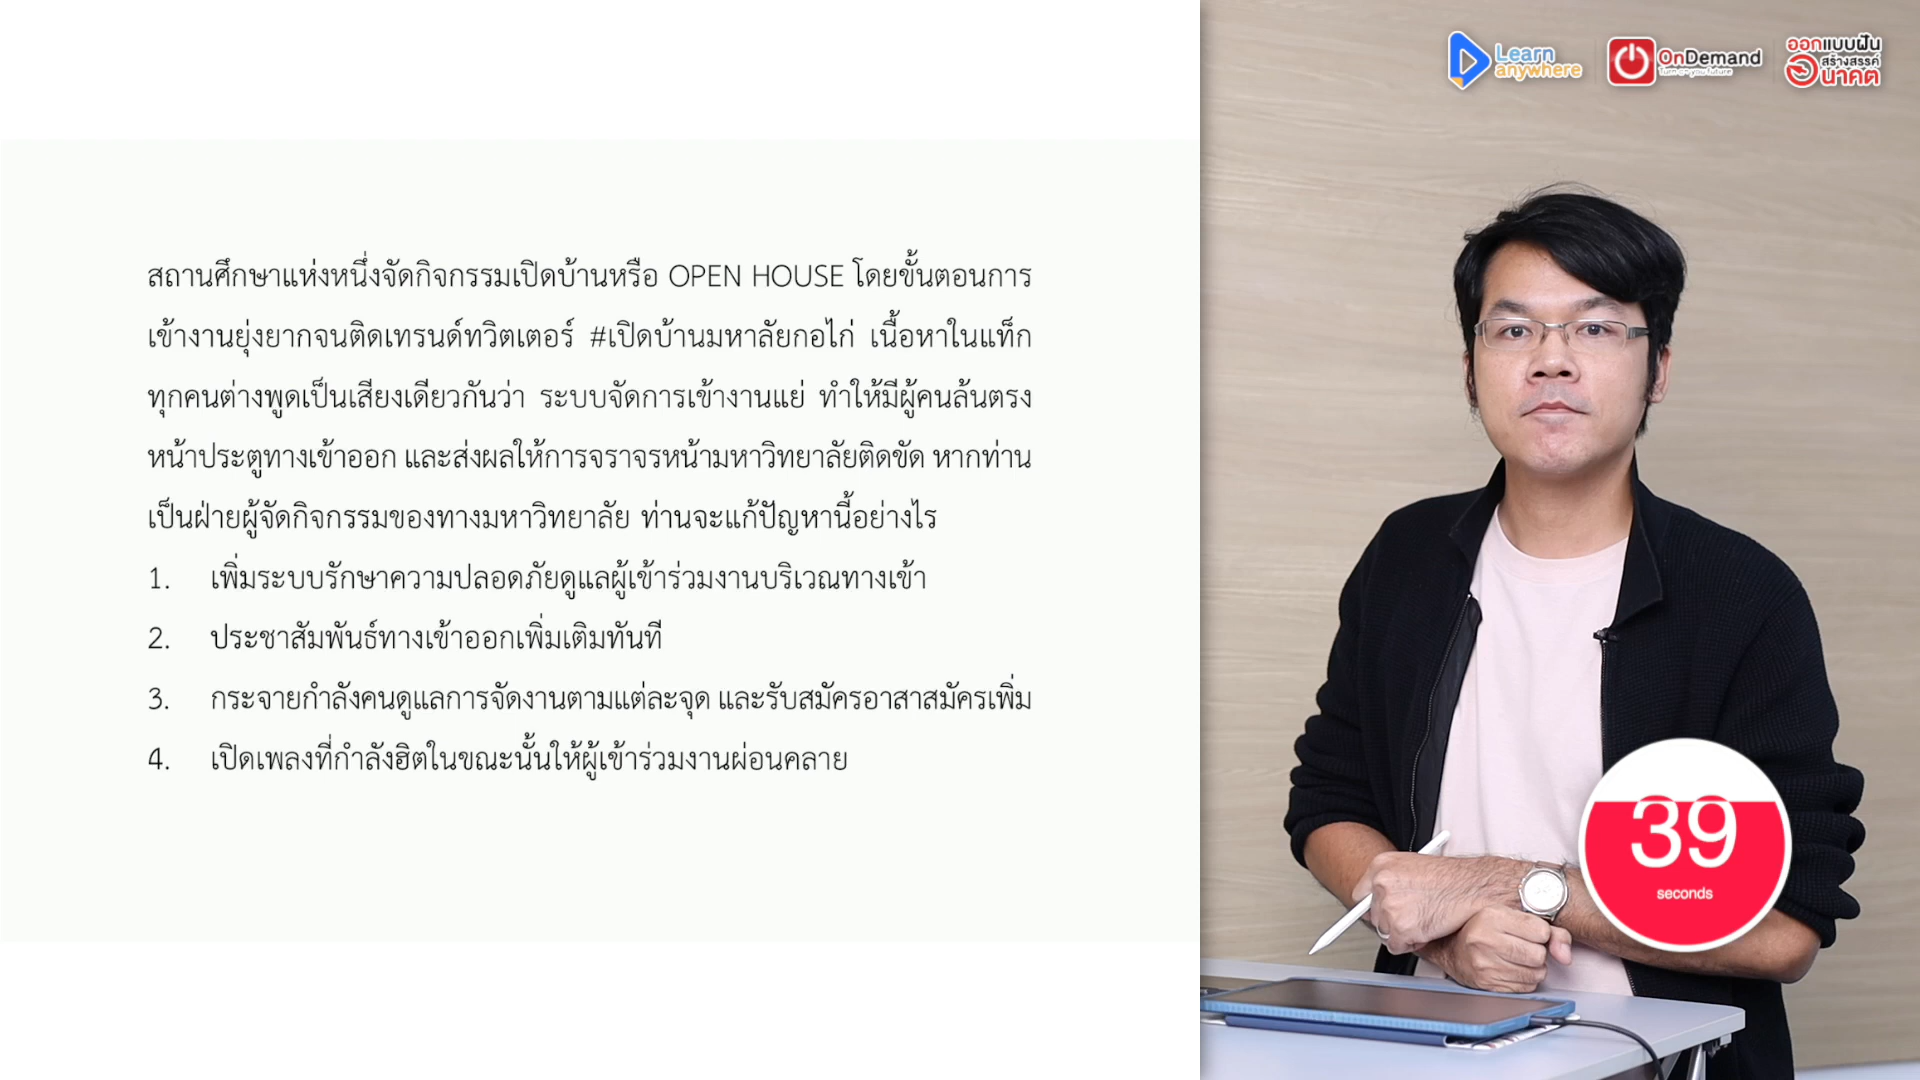 Learn anywhere
OnDemand
ออกแบบฝัน
สร้างสรรค์
อนาคต
สถานศึกษาแห่งหนึ่งจัดกิจกรรมเปิดบ้านหรือ OPEN HOUSE โดยขั้นตอนการ
เข้างานยุ่งยากจนติดเทรนด์ทวิตเตอร์ #เปิดบ้านมหาลัยกอไก่ เนื้อหาในแท็ก
ทุกคนต่างพูดเป็นเสียงเดียวกันว่า ระบบจัดการเข้างานแย่ ทำให้มีผู้คนล้นตรง
หน้าประตูทางเข้าออก และส่งผลให้การจราจรหน้ามหาวิทยาลัยติดขัด หากท่าน
เป็นฝ่ายผู้จัดกิจกรรมของทางมหาวิทยาลัย ท่านจะแก้ปัญหานี้อย่างไร
1. เพิ่มระบบรักษาความปลอดภัยดูแลผู้เข้าร่วมงานบริเวณทางเข้า
2. ประชาสัมพันธ์ทางเข้าออกเพิ่มเติมทันที
3. กระจายกำลังคนดูแลการจัดงานตามแต่ละจุด และรับสมัครอาสาสมัครเพิ่ม
4. เปิดเพลงที่กำลังฮิตในขณะนั้นให้ผู้เข้าร่วมงานผ่อนคลาย
39
seconds